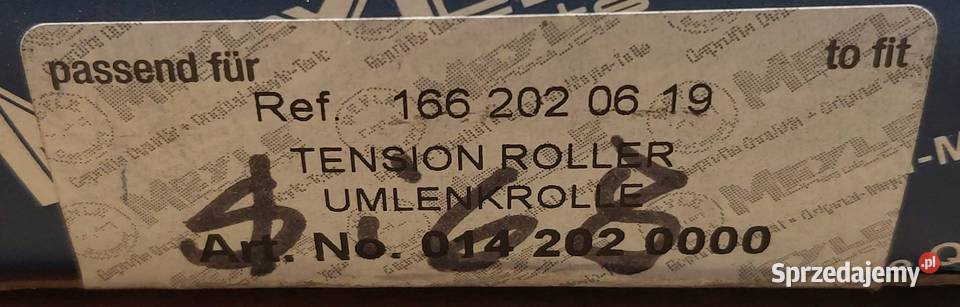 passend für to fit
Ref. 166 202 06 19
TENSION ROLLER
UMLENKROLLE
Art. No. 014 202 0000
MEYLE
Sprzedajemy.pl